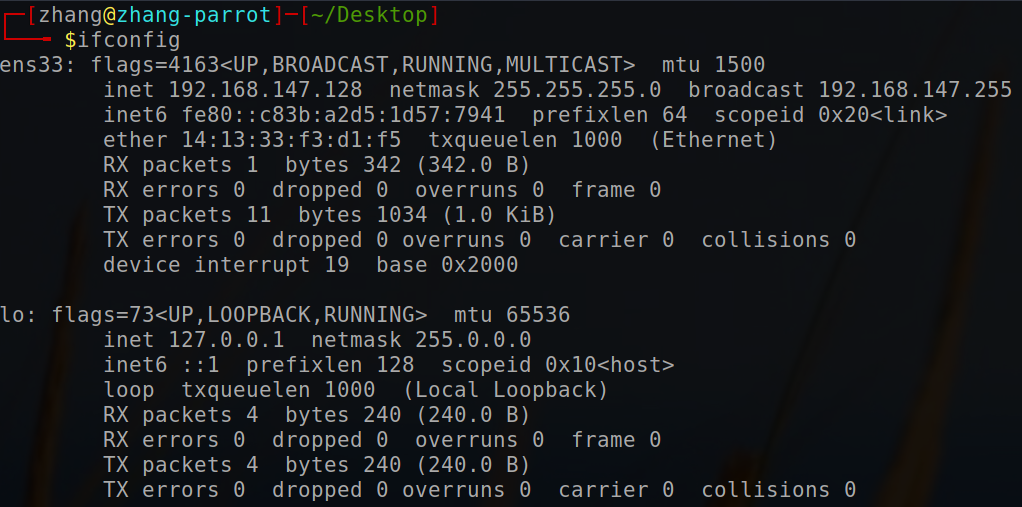 ┌─[zhang@zhang-parrot]─[~/Desktop]
└──╼ $ifconfig
ens33: flags=4163<UP,BROADCAST,RUNNING,MULTICAST>  mtu 1500
        inet 192.168.147.128  netmask 255.255.255.0  broadcast 192.168.147.255
        inet6 fe80::c83b:a2d5:1d57:7941  prefixlen 64  scopeid 0x20<link>
        ether 14:13:33:f3:d1:f5  txqueuelen 1000  (Ethernet)
        RX packets 1  bytes 342 (342.0 B)
        RX errors 0  dropped 0  overruns 0  frame 0
        TX packets 11  bytes 1034 (1.0 KiB)
        TX errors 0  dropped 0 overruns 0  carrier 0  collisions 0
        device interrupt 19  base 0x2000

lo: flags=73<UP,LOOPBACK,RUNNING>  mtu 65536
        inet 127.0.0.1  netmask 255.0.0.0
        inet6 ::1  prefixlen 128  scopeid 0x10<host>
        loop  txqueuelen 1000  (Local Loopback)
        RX packets 4  bytes 240 (240.0 B)
        RX errors 0  dropped 0  overruns 0  frame 0
        TX packets 4  bytes 240 (240.0 B)
        TX errors 0  dropped 0 overruns 0  carrier 0  collisions 0